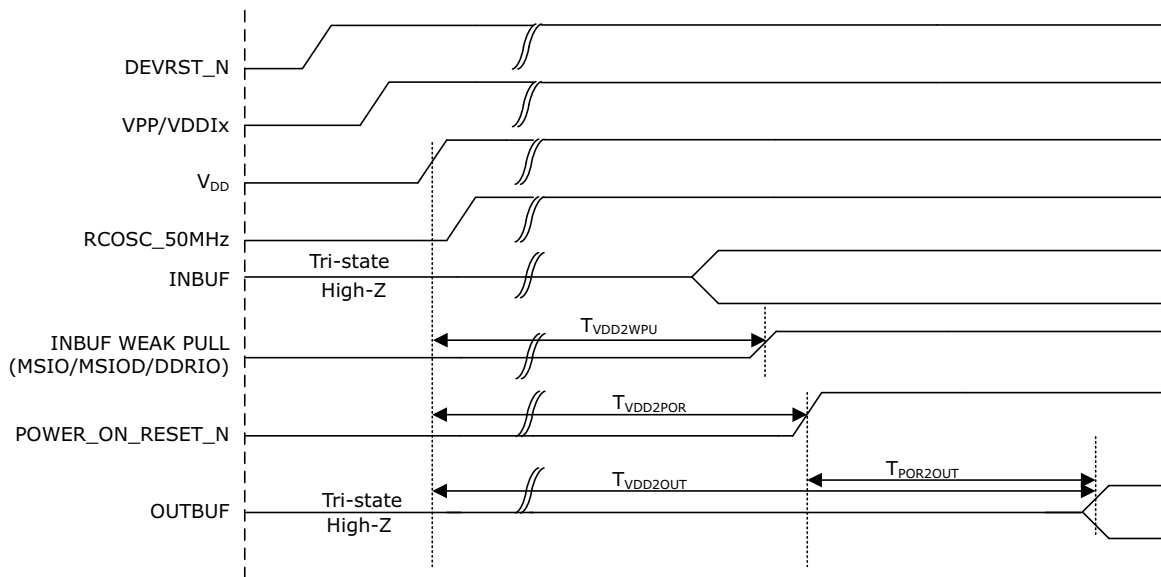 DEVRST_N
VPP/VDDIx
VDD
RCOSC_50MHz
INBUF
Tri-state
High-Z
INBUF WEAK PULL
(MSIO/MSIOD/DDRIO)
TVDD2WPU
POWER_ON_RESET_N
TVDD2POR
TPOR2OUT
TVDD2OUT
OUTBUF
Tri-state
High-Z